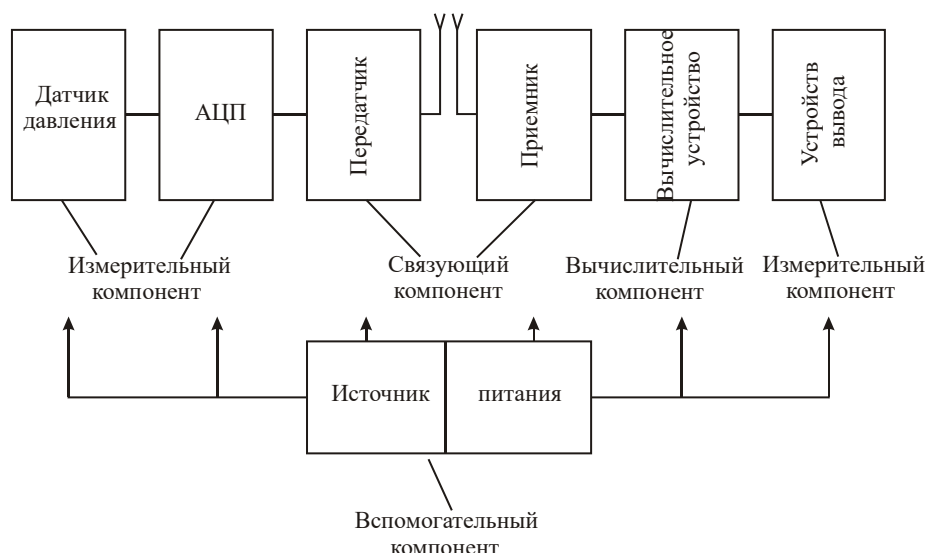 Датчик
давления
АЦП
Передатчик
Приемник
Вычислительное
устройство
Устройств
вывода
Измерительный
компонент
Связующий
компонент
Вычислительный
компонент
Измерительный
компонент
Источник
питания
Вспомогательный
компонент